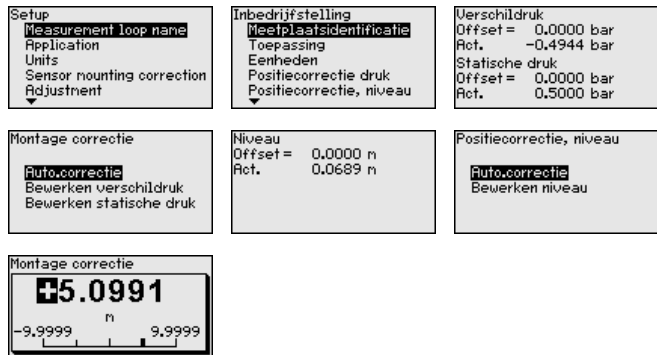 Setup
Measurement loop name
Application
Units
Sensor mounting correction
Adjustment
Inbedrijfstelling
Meetplaatsidentificatie
Toepassing
Eenheden
Positiecorrectie druk
Positiecorrectie, niveau
Verschildruk
Offset = 0.0000 bar
Act. -0.4944 bar
Statische druk
Offset = 0.0000 bar
Act. 0.5000 bar
Montage correctie
Auto.correctie
Bewerken verschildruk
Bewerken statische druk
Niveau
Offset = 0.0000 m
Act. 0.0689 m
Positiecorrectie, niveau
Auto.correctie
Bewerken niveau
Montage correctie
+5.0991
m
-9.9999 9.9999